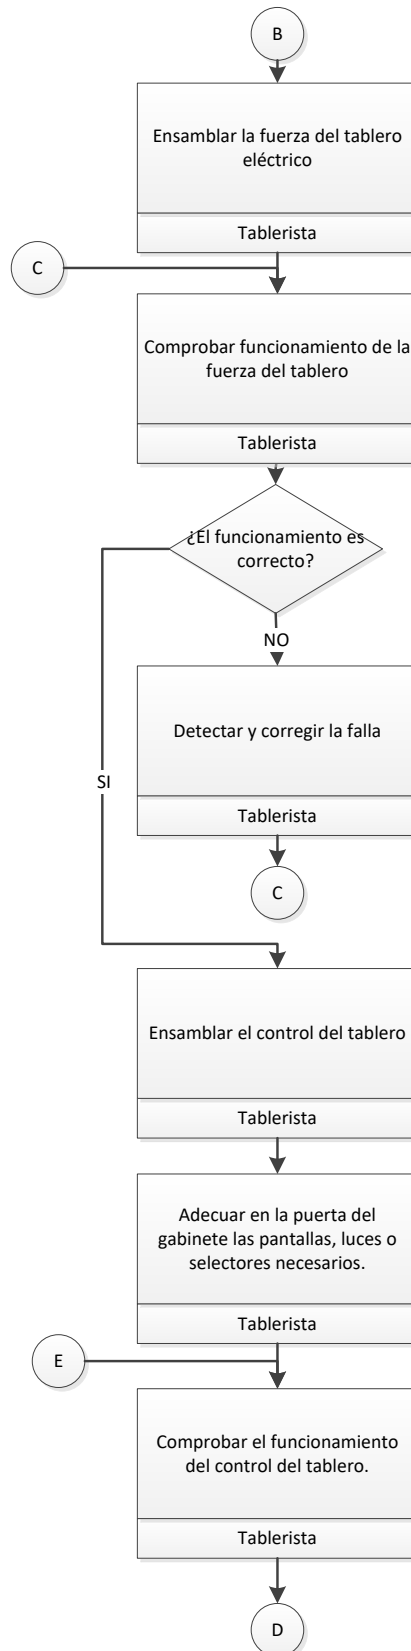 B
Ensamblar la fuerza del tablero
eléctrico
Tablerista
C
Comprobar funcionamiento de la
fuerza del tablero
Tablerista
¿El funcionamiento es
correcto?
NO
Detectar y corregir la falla
SI
Tablerista
C
Ensamblar el control del tablero
Tablerista
Adecuar en la puerta del
gabinete las pantallas, luces o
selectores necesarios.
Tablerista
E
Comprobar el funcionamiento
del control del tablero.
Tablerista
D